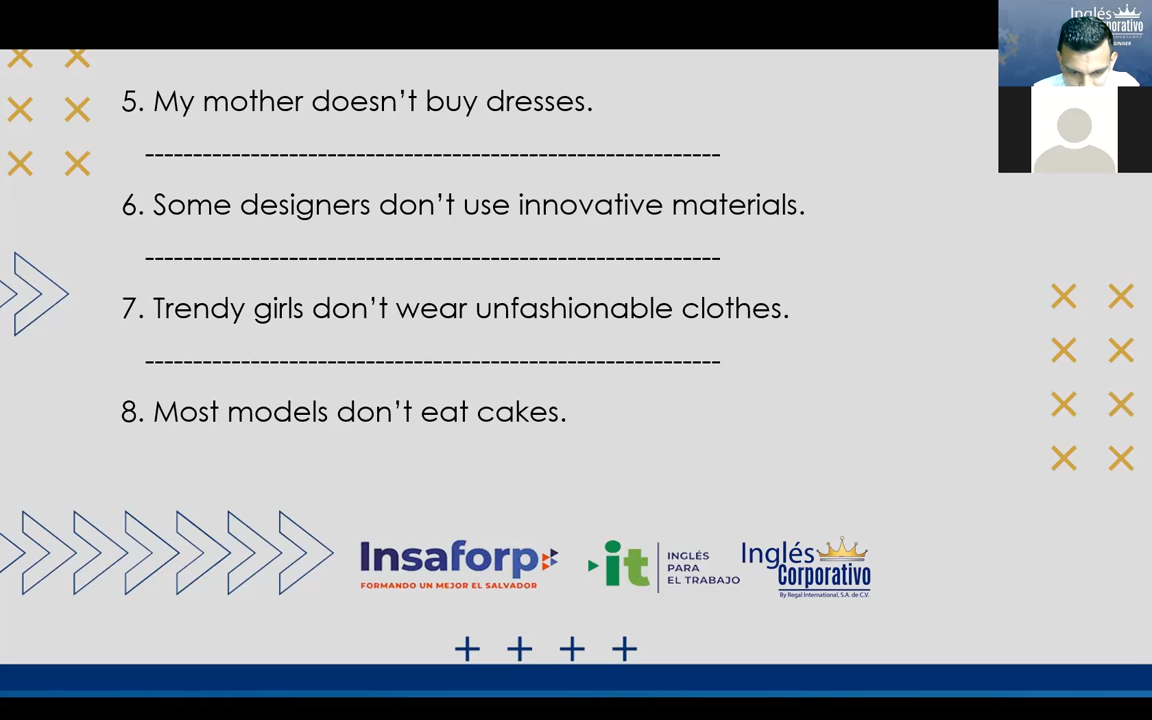 5. My mother doesn't buy dresses.
------------------------------------------------------------
6. Some designers don't use innovative materials.
------------------------------------------------------------
7. Trendy girls don't wear unfashionable clothes.
------------------------------------------------------------
8. Most models don't eat cakes.
Insaforp
FORMANDO UN MEJOR EL SALVADOR
it
INGLÉS
PARA
EL TRABAJO
Inglés
Corporativo
By Regal International, S.A. de C.V.
Inglés